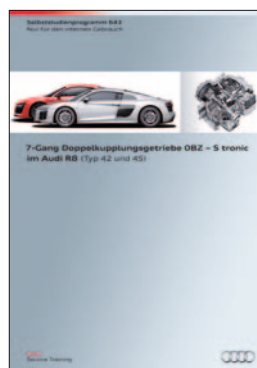 Selbststudienprogramm 643
Nur für den internen Gebrauch
7-Gang Doppelkupplungsgetriebe 0BZ – S tronic
im Audi R8 (Typ 42 und 4S)
Audi
Service Training